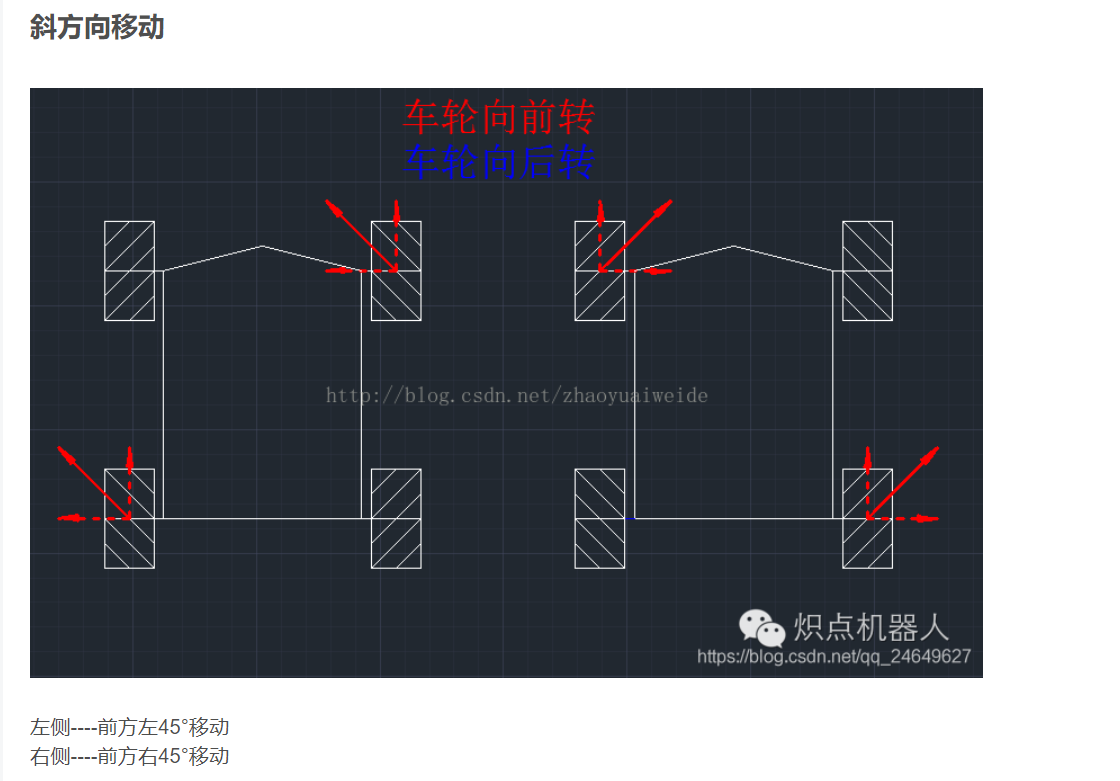 斜方向移动
车轮向前转
车轮向后转
http://blog.csdn.net/zhaoyuaiweide
炽点机器人
https://blog.csdn.net/qq_24649627
左侧----前方左45°移动
右侧----前方右45°移动